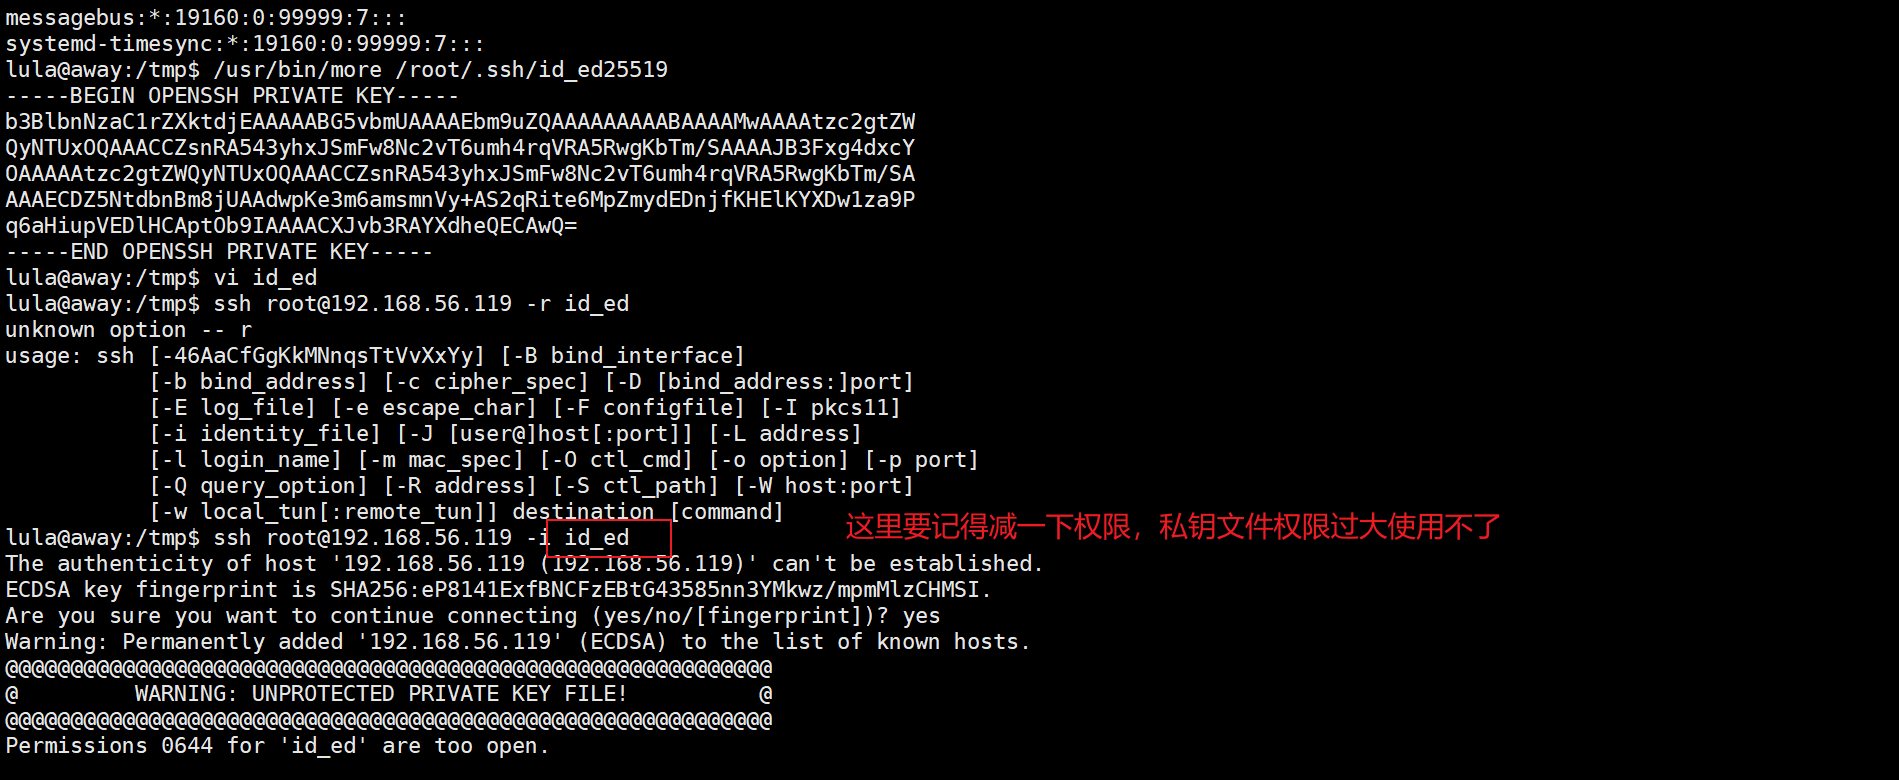 messagebus:*:19160:0:99999:7:::
systemd-timesync:*:19160:0:99999:7:::
lula@away:/tmp$ /usr/bin/more /root/.ssh/id_ed25519
-----BEGIN OPENSSH PRIVATE KEY-----
b3BlbnNzaC1rZXktdjEAAAAABG5vbmUAAAAEbm9uZQAAAAAAAAABAAAAMwAAAAtzc2gtZW
QyNTUxOQAAACCZsnRA543yhxJSmFw8Nc2vT6umh4rqVRA5RwgKbTm/SAAAAJB3Fxg4dxcY
OAAAAAtzc2gtZWQyNTUxOQAAACCZsnRA543yhxJSmFw8Nc2vT6umh4rqVRA5RwgKbTm/SA
AAAECDZ5NtdbnBm8jUAAdwpKe3m6amsmnVy+AS2qRite6MpZmydEDnjfKHElKYXDw1za9P
q6aHiupVEDlHCAptOb9IAAAACXJvb3RAYXdheQECAwQ=
-----END OPENSSH PRIVATE KEY-----
lula@away:/tmp$ vi id_ed
lula@away:/tmp$ ssh root@192.168.56.119 -r id_ed
unknown option -- r
usage: ssh [-46AaCfGgKkMNnqsTtVvXxYy] [-B bind_interface]
[-b bind_address] [-c cipher_spec] [-D [bind_address:]port]
[-E log_file] [-e escape_char] [-F configfile] [-I pkcs11]
[-i identity_file] [-J [user@]host[:port]] [-L address]
[-l login_name] [-m mac_spec] [-O ctl_cmd] [-o option] [-p port]
[-Q query_option] [-R address] [-S ctl_path] [-W host:port]
[-w local_tun[:remote_tun]] destination [command]
这里要记得减一下权限，私钥文件权限过大使用不了
lula@away:/tmp$ ssh root@192.168.56.119 -i id_ed
The authenticity of host '192.168.56.119 (192.168.56.119)' can't be established.
ECDSA key fingerprint is SHA256:eP8141ExfBNCFzEBtG43585nn3YMkwz/mpmMlzCHMSI.
Are you sure you want to continue connecting (yes/no/[fingerprint])? yes
Warning: Permanently added '192.168.56.119' (ECDSA) to the list of known hosts.
@@@@@@@@@@@@@@@@@@@@@@@@@@@@@@@@@@@@@@@@@@@@@@@@@@@@@@@@@@@
@         WARNING: UNPROTECTED PRIVATE KEY FILE!          @
@@@@@@@@@@@@@@@@@@@@@@@@@@@@@@@@@@@@@@@@@@@@@@@@@@@@@@@@@@@
Permissions 0644 for 'id_ed' are too open.